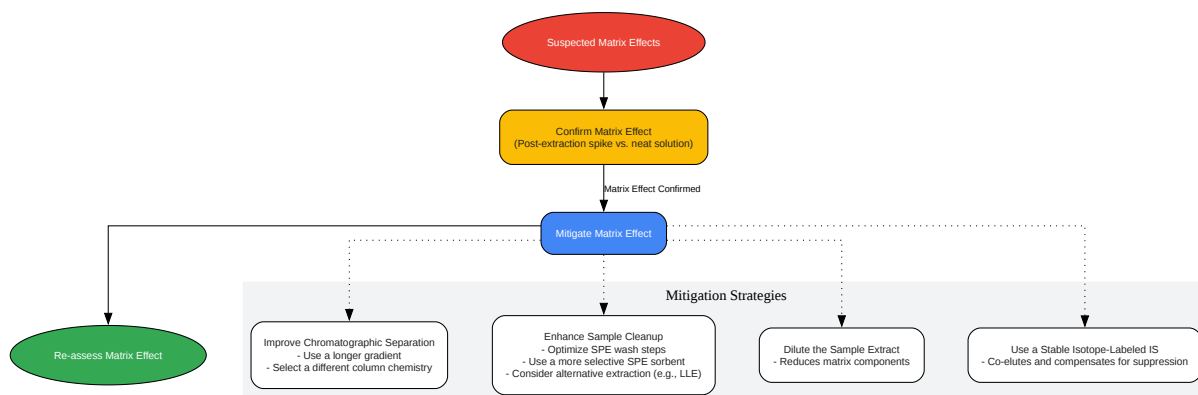 Suspected Matrix Effects
Confirm Matrix Effect
(Post-extraction spike vs. neat solution)
Matrix Effect Confirmed
Mitigate Matrix Effect
Mitigation Strategies
Re-assess Matrix Effect
Improve Chromatographic Separation
- Use a longer gradient
- Select a different column chemistry
Enhance Sample Cleanup
- Optimize SPE wash steps
- Use a more selective SPE sorbent
- Consider alternative extraction (e.g., LLE)
Dilute the Sample Extract
- Reduces matrix components
Use a Stable Isotope-Labeled IS
- Co-elutes and compensates for suppression